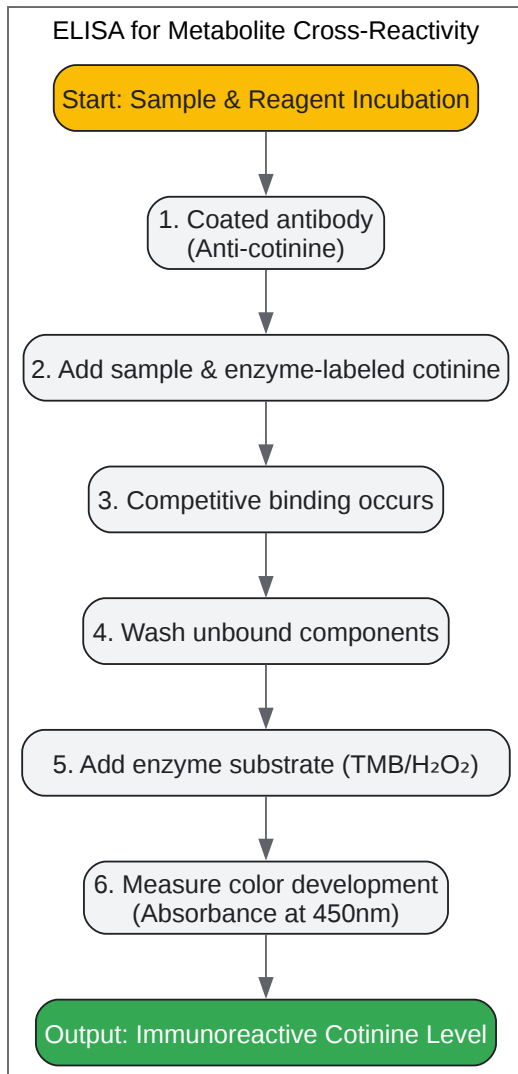 ELISA for Metabolite Cross-Reactivity
Start: Sample & Reagent Incubation
1. Coated antibody
(Anti-cotinine)
2. Add sample & enzyme-labeled cotinine
3. Competitive binding occurs
4. Wash unbound components
5. Add enzyme substrate (TMB/H₂O₂)
6. Measure color development
(Absorbance at 450nm)
Output: Immunoreactive Cotinine Level